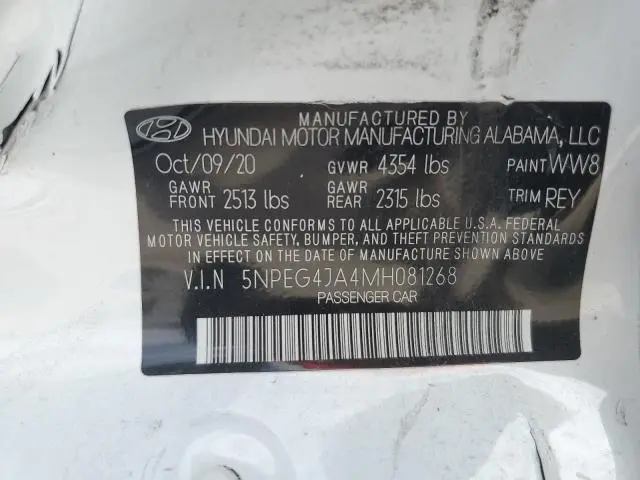 MANUFACTURED BY
HYUNDAI MOTOR MANUFACTURING ALABAMA, LLC
Oct/09/20 GVWR 4354 lbs PAINT WW8
GAWR FRONT 2513 lbs GAWR REAR 2315 lbs TRIM REY
THIS VEHICLE CONFORMS TO ALL APPLICABLE U.S.A. FEDERAL
MOTOR VEHICLE SAFETY, BUMPER, AND THEFT PREVENTION
STANDARDS IN EFFECT ON THE DATE OF MANUFACTURE SHOWN ABOVE.
V.I.N 5NPEG4JA4MH081268
PASSENGER CAR